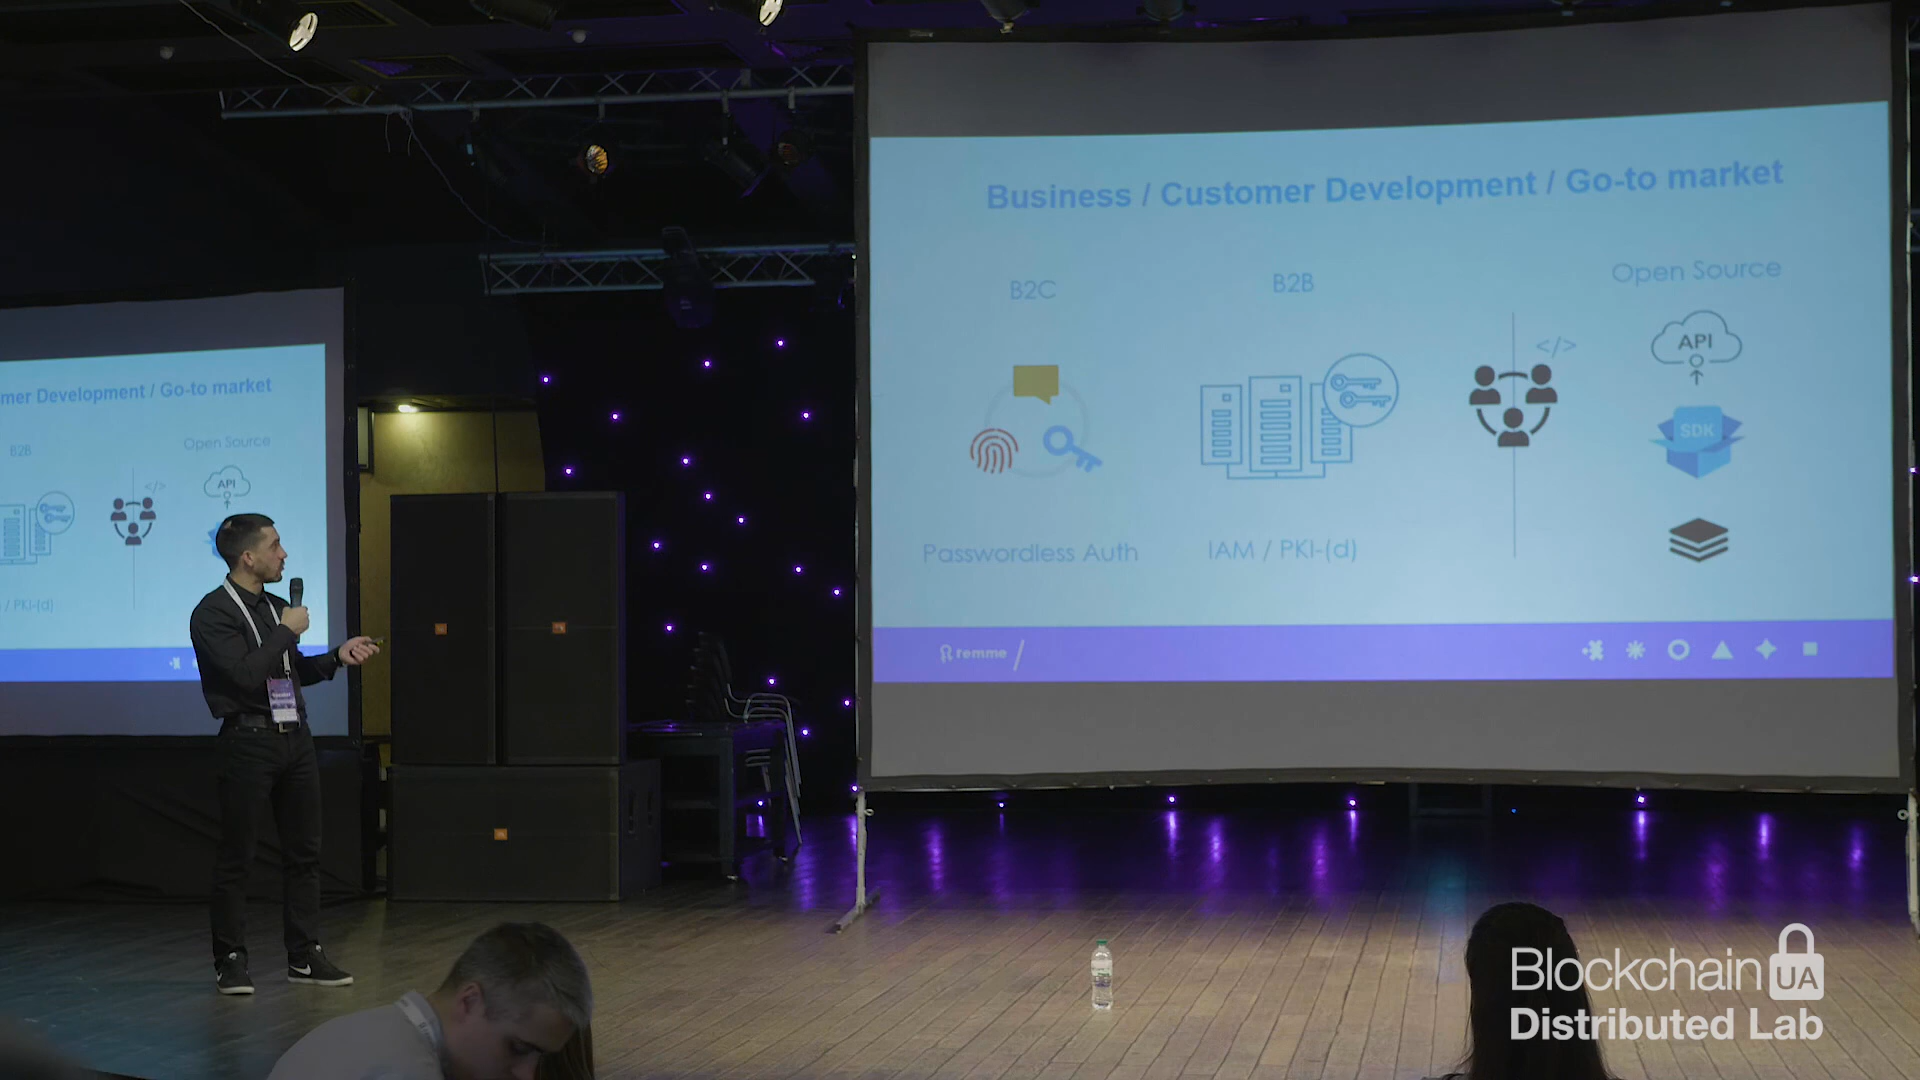 Business / Customer Development / Go-to market
B2C
B2B
Open Source
</>
API
SDK
Passwordless Auth
IAM / PKI-(d)
remme
mer Development / Go-to market
B2B
Open Source
</>
API
/ PKI-(d)
Blockchain UA
Distributed Lab